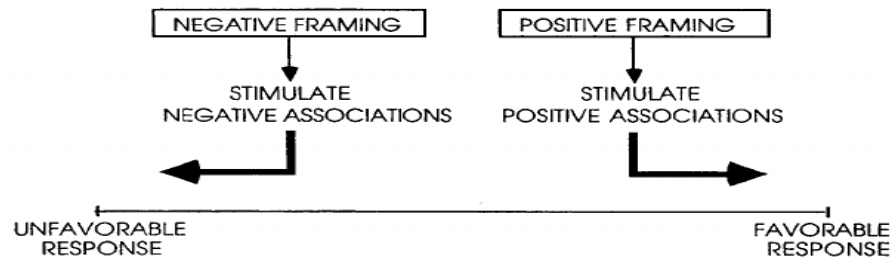 NEGATIVE FRAMING
POSITIVE FRAMING
STIMULATE
NEGATIVE ASSOCIATIONS
STIMULATE
POSITIVE ASSOCIATIONS
UNFAVORABLE
RESPONSE
FAVORABLE
RESPONSE